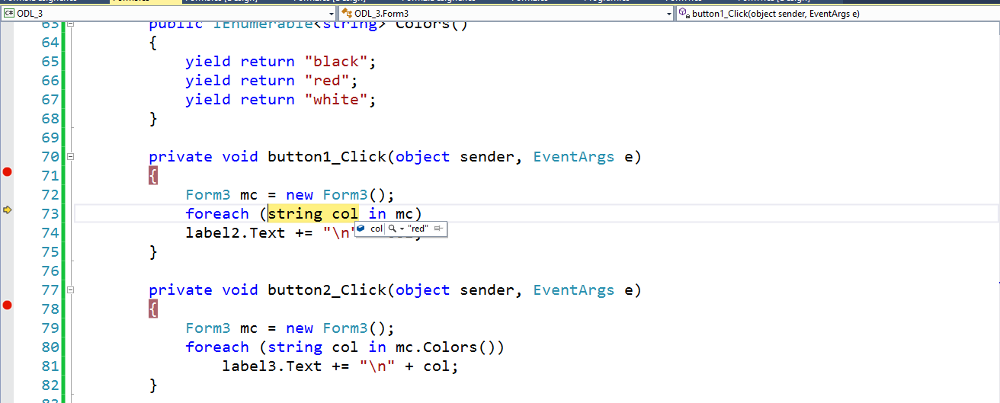 ODL_3 ODL_3.Form3 button1_Click(object sender, EventArgs e)
63 public IEnumerable<string> Colors()
64 {
65 yield return "black";
66 yield return "red";
67 yield return "white";
68 }
69
70 private void button1_Click(object sender, EventArgs e)
71 {
72 Form3 mc = new Form3();
73 foreach (string col in mc)
col "red"
74 label2.Text += "\n"
75 }
76
77 private void button2_Click(object sender, EventArgs e)
78 {
79 Form3 mc = new Form3();
80 foreach (string col in mc.Colors())
81 label3.Text += "\n" + col;
82 }